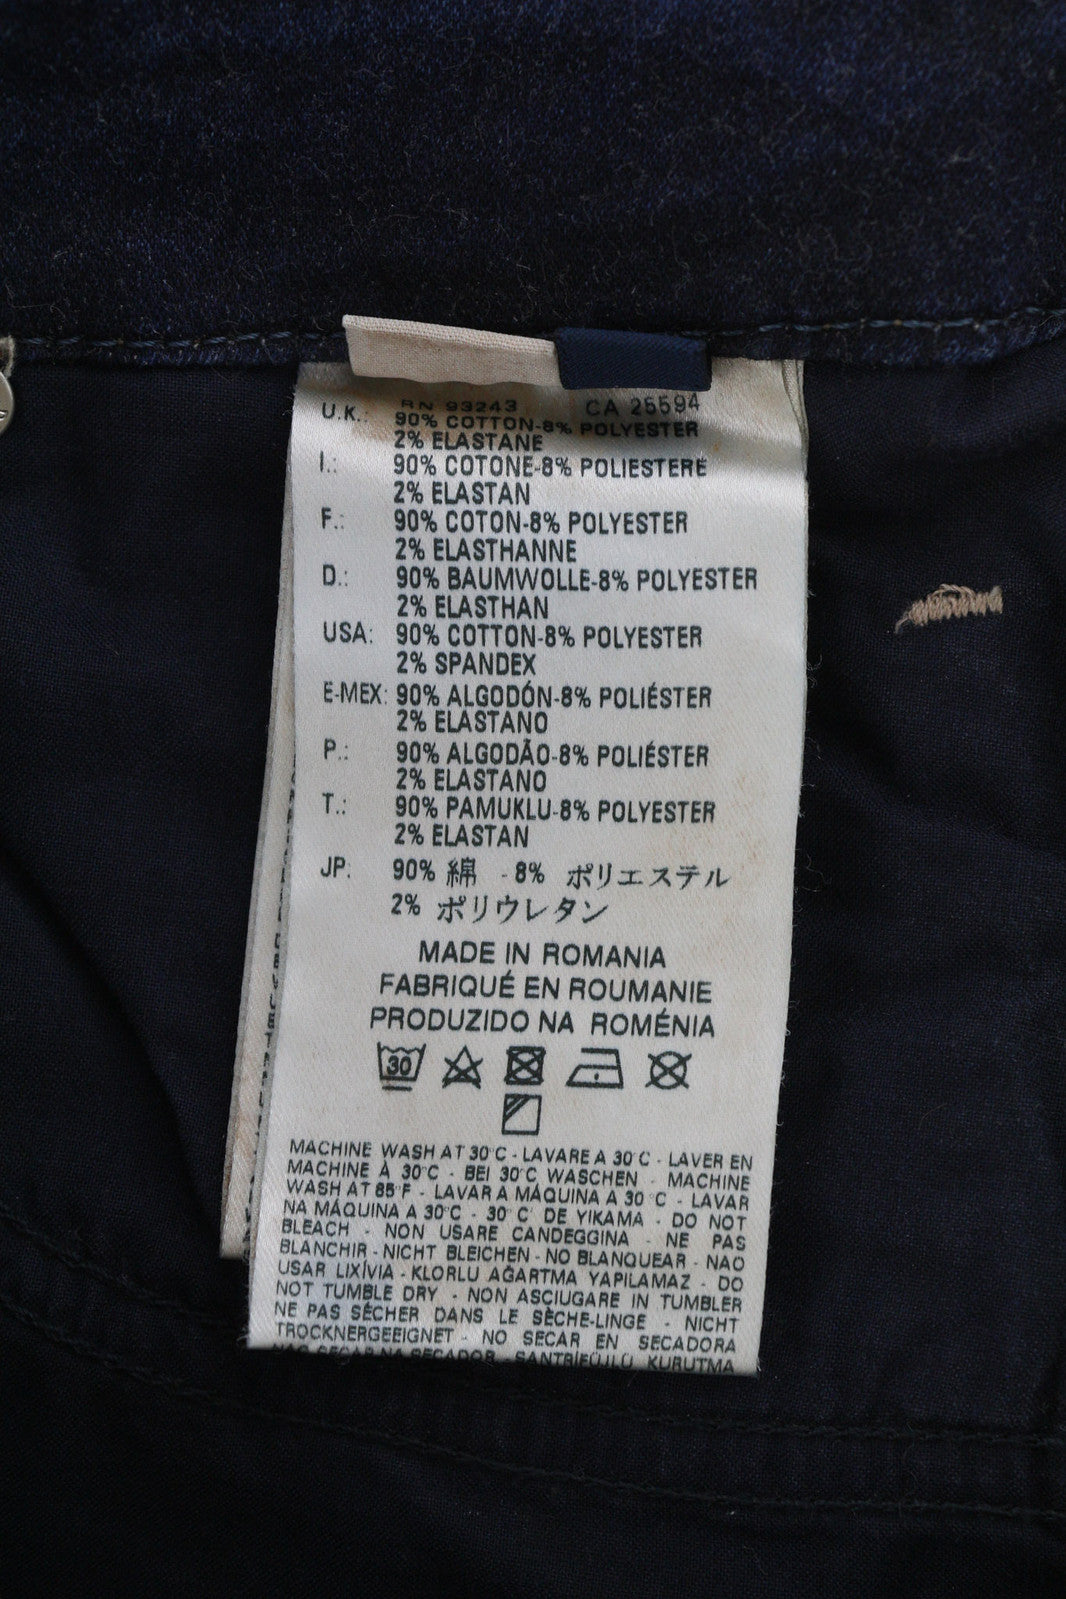 RN 93243 CA 25594
U.K.: 90% COTTON-8% POLYESTER
2% ELASTANE
I.: 90% COTONE-8% POLIESTERE
2% ELASTAN
F.: 90% COTON-8% POLYESTER
2% ELASTHANNE
D.: 90% BAUMWOLLE-8% POLYESTER
2% ELASTHAN
USA: 90% COTTON-8% POLYESTER
2% SPANDEX
E-MEX: 90% ALGODÓN-8% POLIÉSTER
2% ELASTANO
P.: 90% ALGODÃO-8% POLIÉSTER
2% ELASTANO
T.: 90% PAMUKLU-8% POLYESTER
2% ELASTAN
JP: 90% 綿 - 8% ポリエステル
2% ポリウレタン
MADE IN ROMANIA
FABRIQUÉ EN ROUMANIE
PRODUZIDO NA ROMÉNIA
30
MACHINE WASH AT 30°C - LAVARE A 30°C - LAVER EN
MACHINE À 30°C - BEI 30°C WASCHEN - MACHINE
WASH AT 85°F - LAVAR A MÁQUINA A 30 °C - LAVAR
NA MÁQUINA A 30°C - 30°C' DE YIKAMA - DO NOT
BLEACH - NON USARE CANDEGGINA - NE PAS
BLANCHIR - NICHT BLEICHEN - NO BLANQUEAR - NAO
USAR LIXÍVIA - KLORLU AĞARTMA YAPILAMAZ - DO
NOT TUMBLE DRY - NON ASCIUGARE IN TUMBLER
NE PAS SÉCHER DANS LE SÈCHE-LINGE - NICHT
TROCKNERGEEIGNET - NO SECAR EN SECADORA
NÃO SECAR NA SECADOR - SANTRİFÜJLÜ KURUTMA